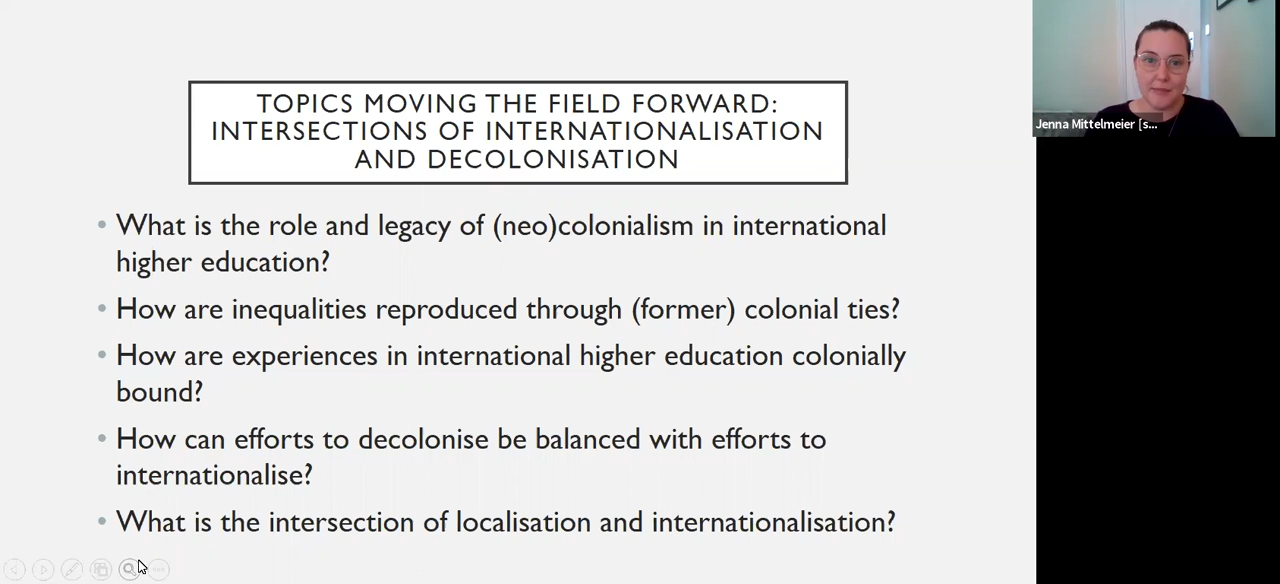 TOPICS MOVING THE FIELD FORWARD:
INTERSECTIONS OF INTERNATIONALISATION
AND DECOLONISATION
• What is the role and legacy of (neo)colonialism in international
higher education?
• How are inequalities reproduced through (former) colonial ties?
• How are experiences in international higher education colonially
bound?
• How can efforts to decolonise be balanced with efforts to
internationalise?
• What is the intersection of localisation and internationalisation?
Jenna Mittelmeier [s...